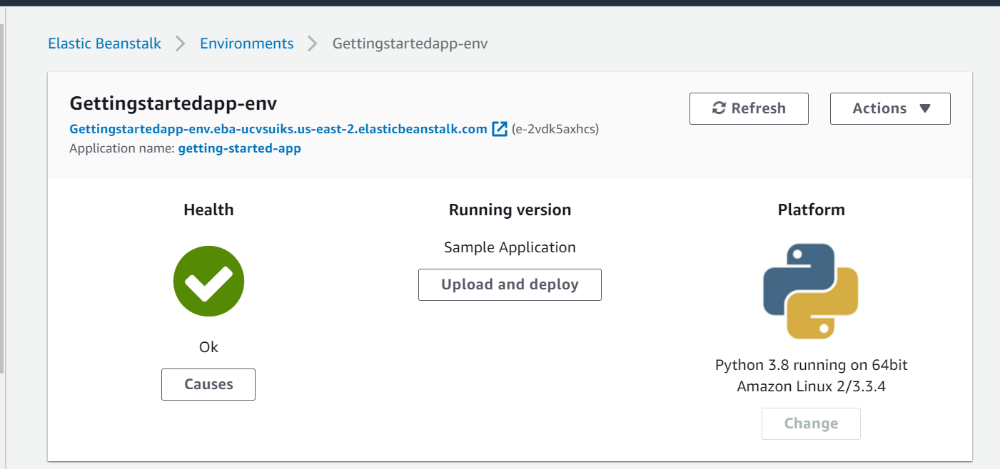 Elastic Beanstalk > Environments > Gettingstartedapp-env
Gettingstartedapp-env
Refresh
Actions
Gettingstartedapp-env.eba-ucvsuiks.us-east-2.elasticbeanstalk.com (e-2vdk5axhcs)
Application name: getting-started-app
Health
Ok
Causes
Running version
Sample Application
Upload and deploy
Platform
Python 3.8 running on 64bit
Amazon Linux 2/3.3.4
Change